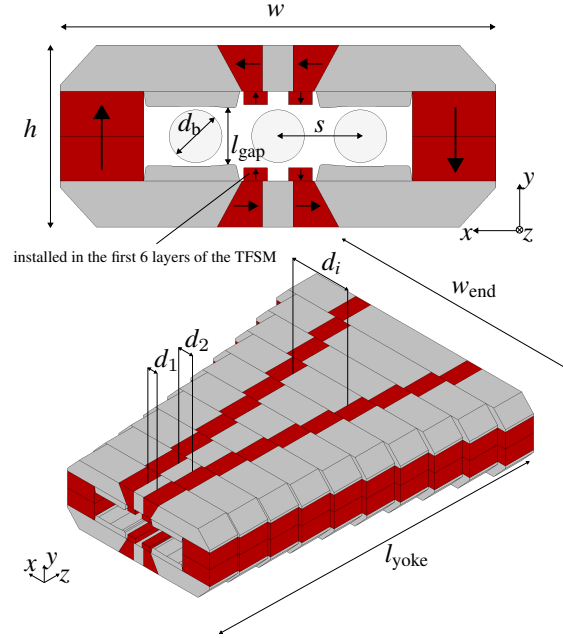 w
h
d_b
l_gap
s
y
x
z
installed in the first 6 layers of the TFSM
d_i
w_end
d_2
d_1
l_yoke
y
x
z